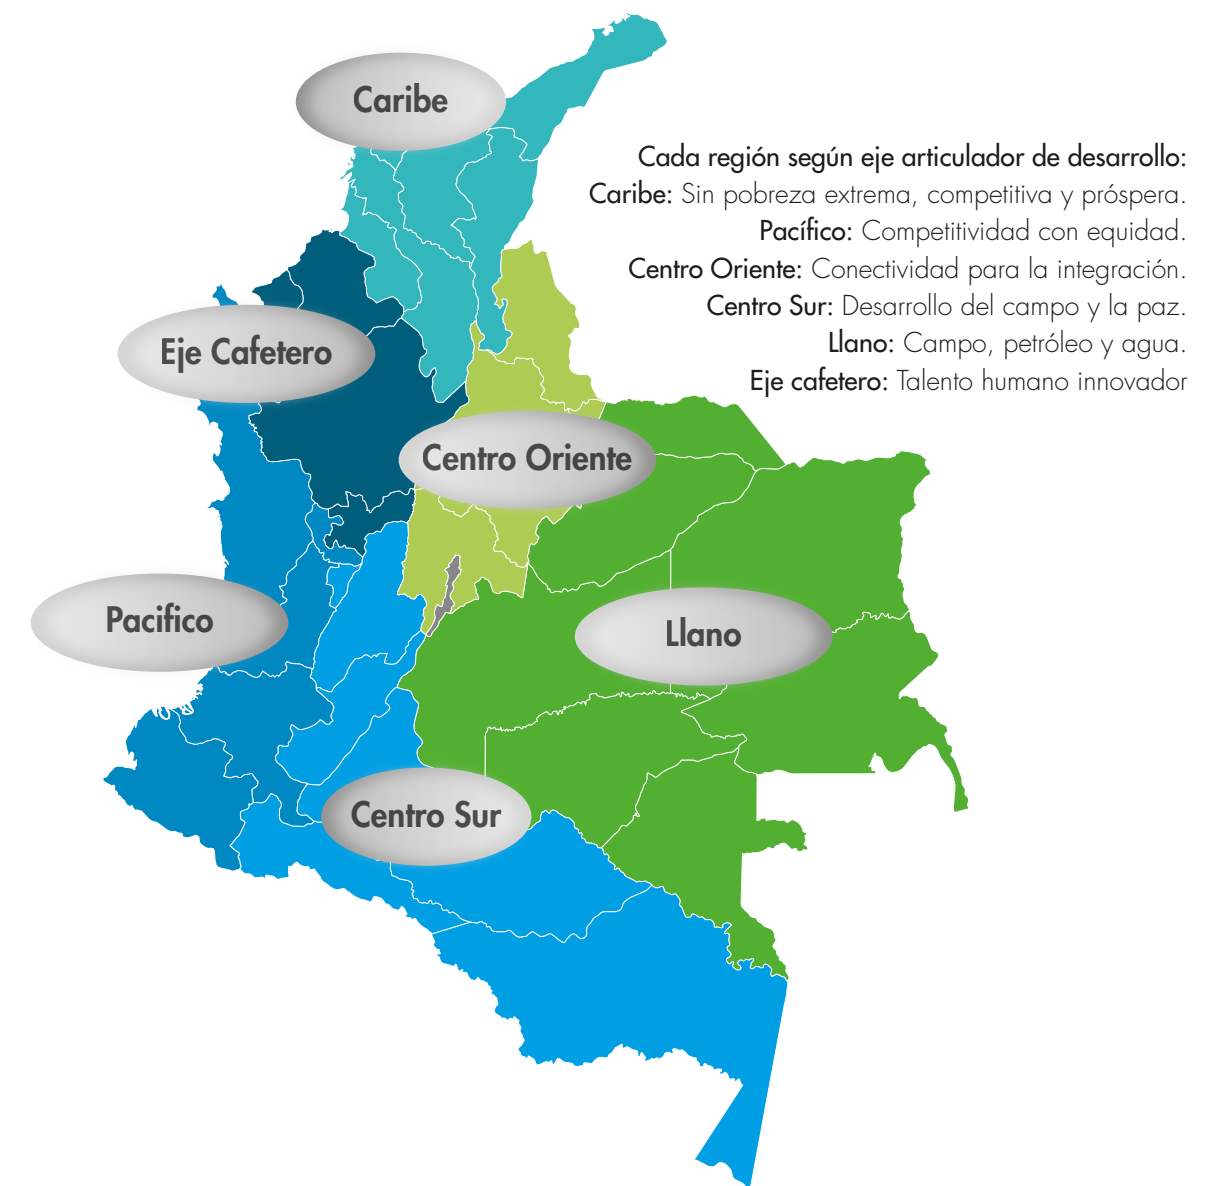 Caribe
Cada región según eje articulador de desarrollo:
Caribe: Sin pobreza extrema, competitiva y próspera.
Pacífico: Competitividad con equidad.
Centro Oriente: Conectividad para la integración.
Centro Sur: Desarrollo del campo y la paz.
Llano: Campo, petróleo y agua.
Eje cafetero: Talento humano innovador
Eje Cafetero
Centro Oriente
Pacifico
Llano
Centro Sur